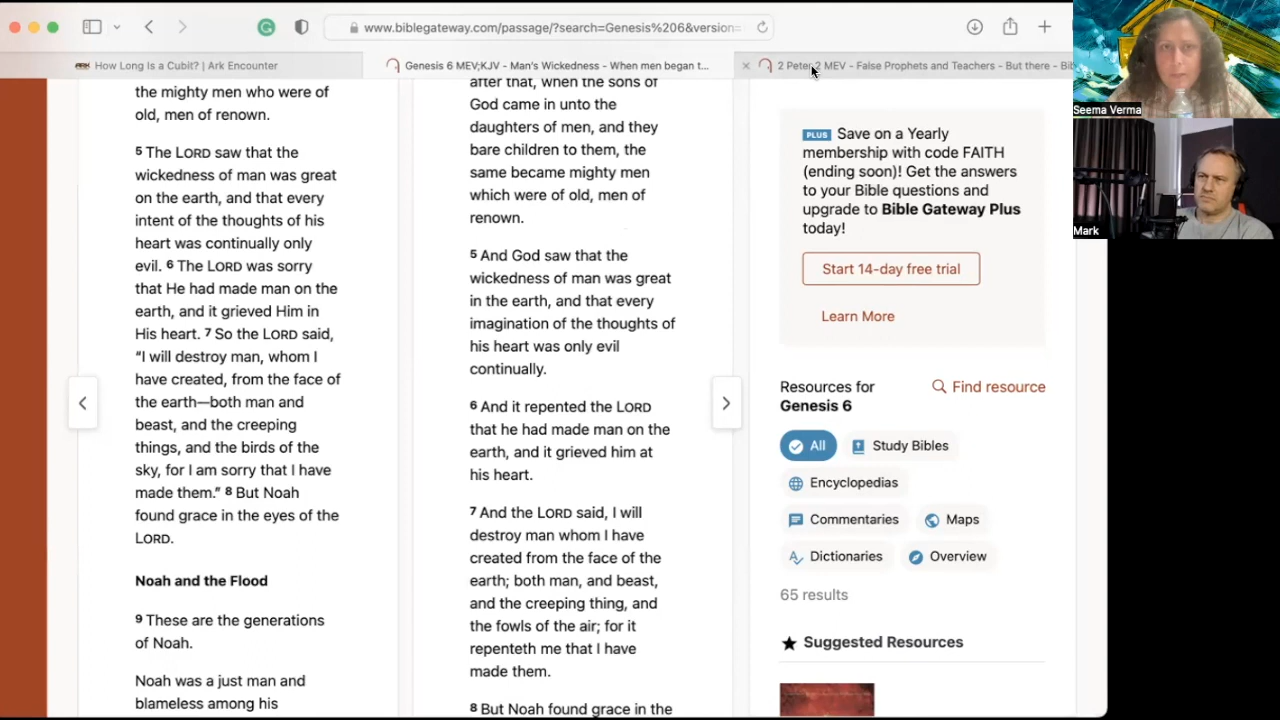 www.biblegateway.com/passage/?search=Genesis%206&version=
How Long Is a Cubit? | Ark Encounter
Genesis 6 MEV;KJV - Man's Wickedness - When men began t...
2 Peter 2 MEV - False Prophets and Teachers - But there - Bib
the mighty men who were of
old, men of renown.
5 The LORD saw that the
wickedness of man was great
on the earth, and that every
intent of the thoughts of his
heart was continually only
evil. 6 The LORD was sorry
that He had made man on the
earth, and it grieved Him in
His heart. 7 So the LORD said,
“I will destroy man, whom I
have created, from the face of
the earth—both man and
beast, and the creeping
things, and the birds of the
sky, for I am sorry that I have
made them.” 8 But Noah
found grace in the eyes of the
LORD.
Noah and the Flood
9 These are the generations
of Noah.
Noah was a just man and
blameless among his
after that, when the sons of
God came in unto the
daughters of men, and they
bare children to them, the
same became mighty men
which were of old, men of
renown.
5 And God saw that the
wickedness of man was great
in the earth, and that every
imagination of the thoughts of
his heart was only evil
continually.
6 And it repented the LORD
that he had made man on the
earth, and it grieved him at
his heart.
7 And the LORD said, I will
destroy man whom I have
created from the face of the
earth; both man, and beast,
and the creeping thing, and
the fowls of the air; for it
repenteth me that I have
made them.
8 But Noah found grace in the
PLUS Save on a Yearly
membership with code FAITH
(ending soon)! Get the answers
to your Bible questions and
upgrade to Bible Gateway Plus
today!
Start 14-day free trial
Learn More
Resources for
Genesis 6
Find resource
All
Study Bibles
Encyclopedias
Commentaries
Maps
Dictionaries
Overview
65 results
Suggested Resources
Seema Verma
Mark